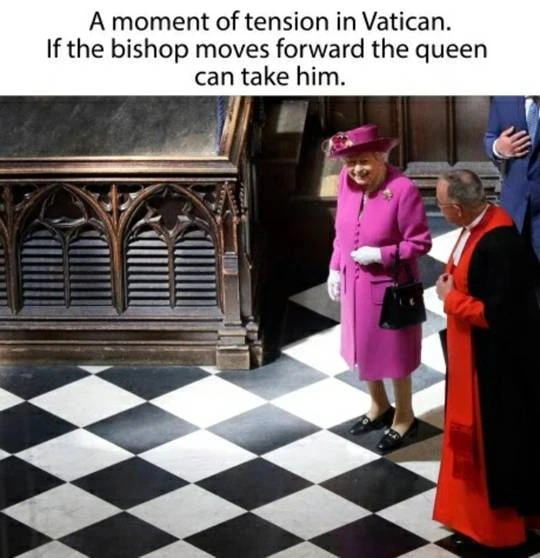 A moment of tension in Vatican.
If the bishop moves forward the queen
can take him.